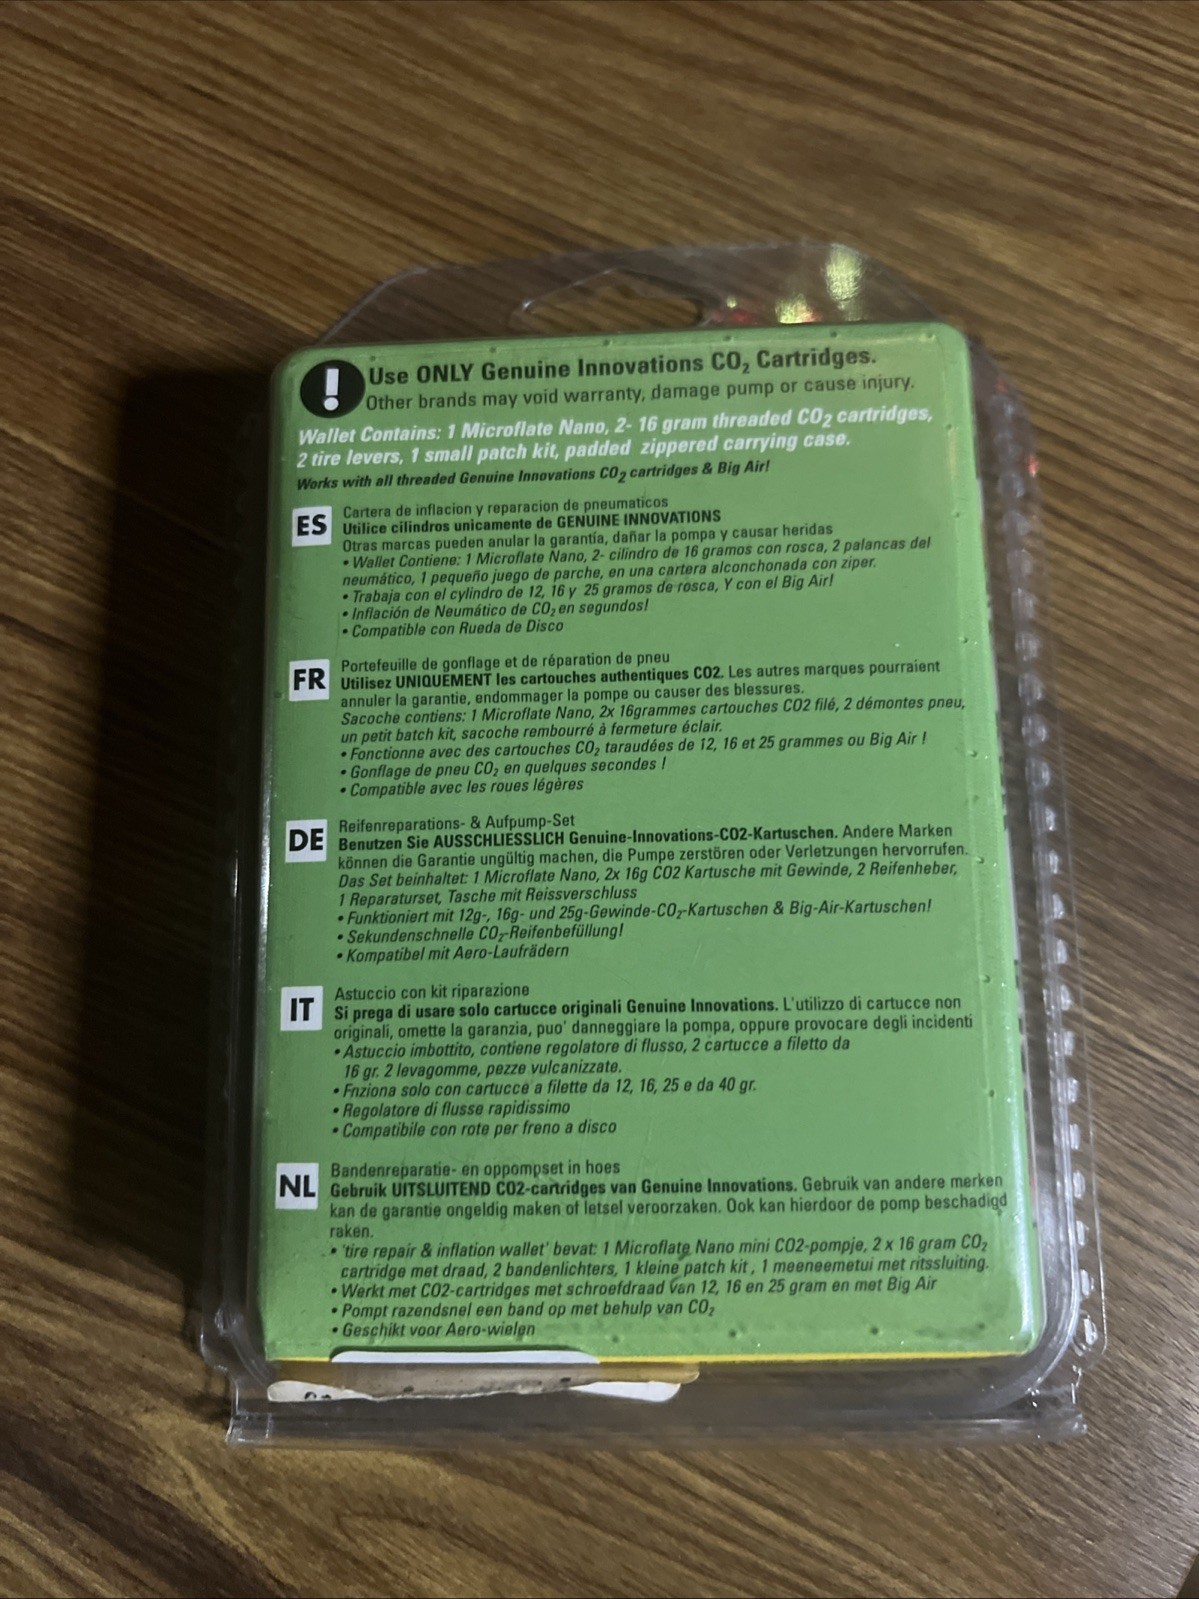 !
Use ONLY Genuine Innovations CO2 Cartridges.
Other brands may void warranty, damage pump or cause injury.
Wallet Contains: 1 Microflate Nano, 2- 16 gram threaded CO2 cartridges,
2 tire levers, 1 small patch kit, padded zippered carrying case.
Works with all threaded Genuine Innovations CO2 cartridges & Big Air!
ES
Cartera de inflacion y reparacion de pneumaticos
Utilice cilindros unicamente de GENUINE INNOVATIONS
Otras marcas pueden anular la garantía, dañar la pompa y causar heridas
• Wallet Contiene: 1 Microflate Nano, 2- cilindro de 16 gramos con rosca, 2 palancas del
neumático, 1 pequeño juego de parche, en una cartera alconchonada con ziper.
• Trabaja con el cylindro de 12, 16 y 25 gramos de rosca, Y con el Big Air!
• Inflación de Neumático de CO2 en segundos!
• Compatible con Rueda de Disco
FR
Portefeuille de gonflage et de réparation de pneu
Utilisez UNIQUEMENT les cartouches authentiques CO2. Les autres marques pourraient
annuler la garantie, endommager la pompe ou causer des blessures.
Sacoche contiens: 1 Microflate Nano, 2x 16grammes cartouches CO2 filé, 2 démontes pneu,
un petit batch kit, sacoche rembourré à fermeture éclair.
• Fonctionne avec des cartouches CO2 taraudées de 12, 16 et 25 grammes ou Big Air !
• Gonflage de pneu CO2 en quelques secondes !
• Compatible avec les roues légères
DE
Reifenreparations- & Aufpump-Set
Benutzen Sie AUSSCHLIESSLICH Genuine-Innovations-CO2-Kartuschen. Andere Marken
können die Garantie ungültig machen, die Pumpe zerstören oder Verletzungen hervorrufen.
Das Set beinhaltet: 1 Microflate Nano, 2x 16g CO2 Kartusche mit Gewinde, 2 Reifenheber,
1 Reparaturset, Tasche mit Reissverschluss
• Funktioniert mit 12g-, 16g- und 25g-Gewinde-CO2-Kartuschen & Big-Air-Kartuschen!
• Sekundenschnelle CO2-Reifenbefüllung!
• Kompatibel mit Aero-Laufrädern
IT
Astuccio con kit riparazione
Si prega di usare solo cartucce originali Genuine Innovations. L'utilizzo di cartucce non
originali, omette la garanzia, puo' danneggiare la pompa, oppure provocare degli incidenti
• Astuccio imbottito, contiene regolatore di flusso, 2 cartucce a filetto da
16 gr. 2 levagomme, pezze vulcanizzate.
• Fnziona solo con cartucce a filette da 12, 16, 25 e da 40 gr.
• Regolatore di flusse rapidissimo
• Compatibile con rote per freno a disco
NL
Bandenreparatie- en oppompset in hoes
Gebruik UITSLUITEND CO2-cartridges van Genuine Innovations. Gebruik van andere merken
kan de garantie ongeldig maken of letsel veroorzaken. Ook kan hierdoor de pomp beschadigd
raken.
• 'tire repair & inflation wallet' bevat: 1 Microflate Nano mini CO2-pompje, 2 x 16 gram CO2
cartridge met draad, 2 bandenlichters, 1 kleine patch kit , 1 meeneemetui met ritssluiting.
• Werkt met CO2-cartridges met schroefdraad van 12, 16 en 25 gram en met Big Air
• Pompt razendsnel een band op met behulp van CO2
• Geschikt voor Aero-wielen